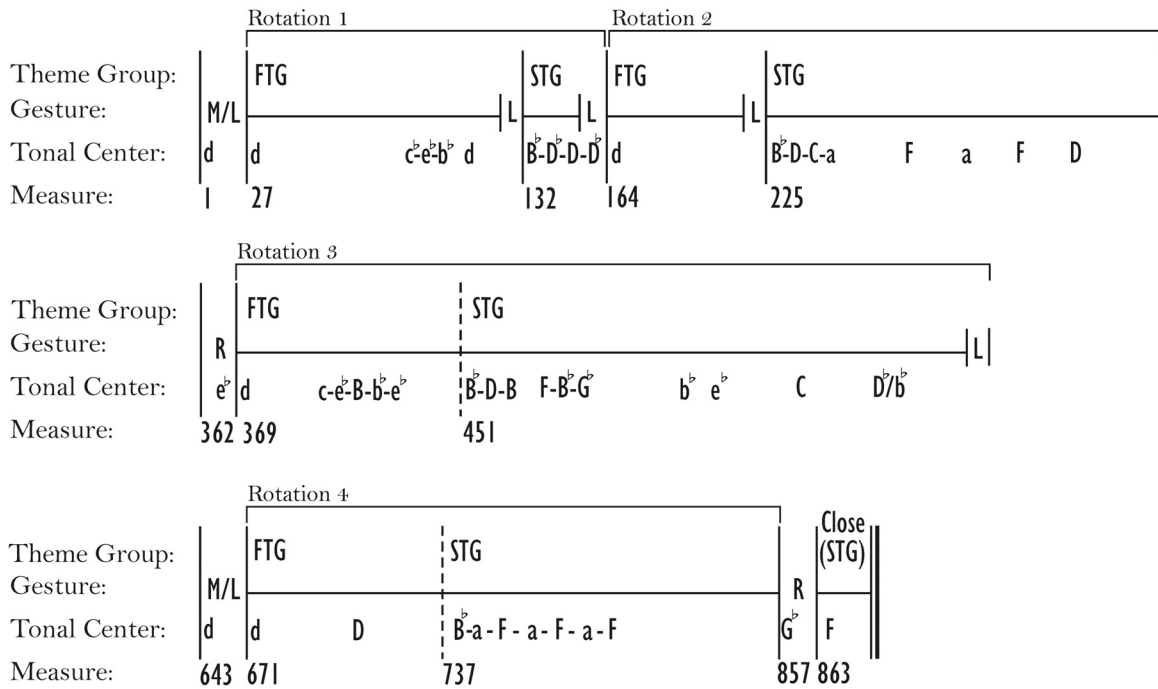 Rotation 1 Rotation 2
Theme Group: FTG STG FTG STG
Gesture: M/L L L L
Tonal Center: d d c♭-e♭-b♭ d B♭-D♭-D-D♭ d B♭-D-C-a F a F D
Measure: 1 27 132 164 225
Rotation 3
Theme Group: FTG STG
Gesture: R L
Tonal Center: e♭ d c-e♭-B-b♭-e♭ B♭-D-B F-B♭-G♭ b♭ e♭ C D♭/b♭
Measure: 362 369 451
Rotation 4
Close
Theme Group: FTG STG (STG)
Gesture: M/L R
Tonal Center: d d D B♭-a - F - a - F - a - F G♭ F
Measure: 643 671 737 857 863